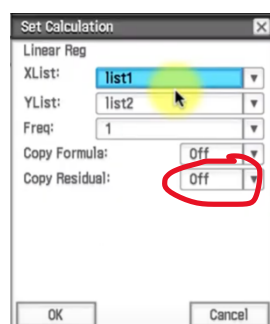 Set Calculation
Linear Reg
XList: list1
YList: list2
Freq: 1
Copy Formula: Off
Copy Residual: Off
OK Cancel